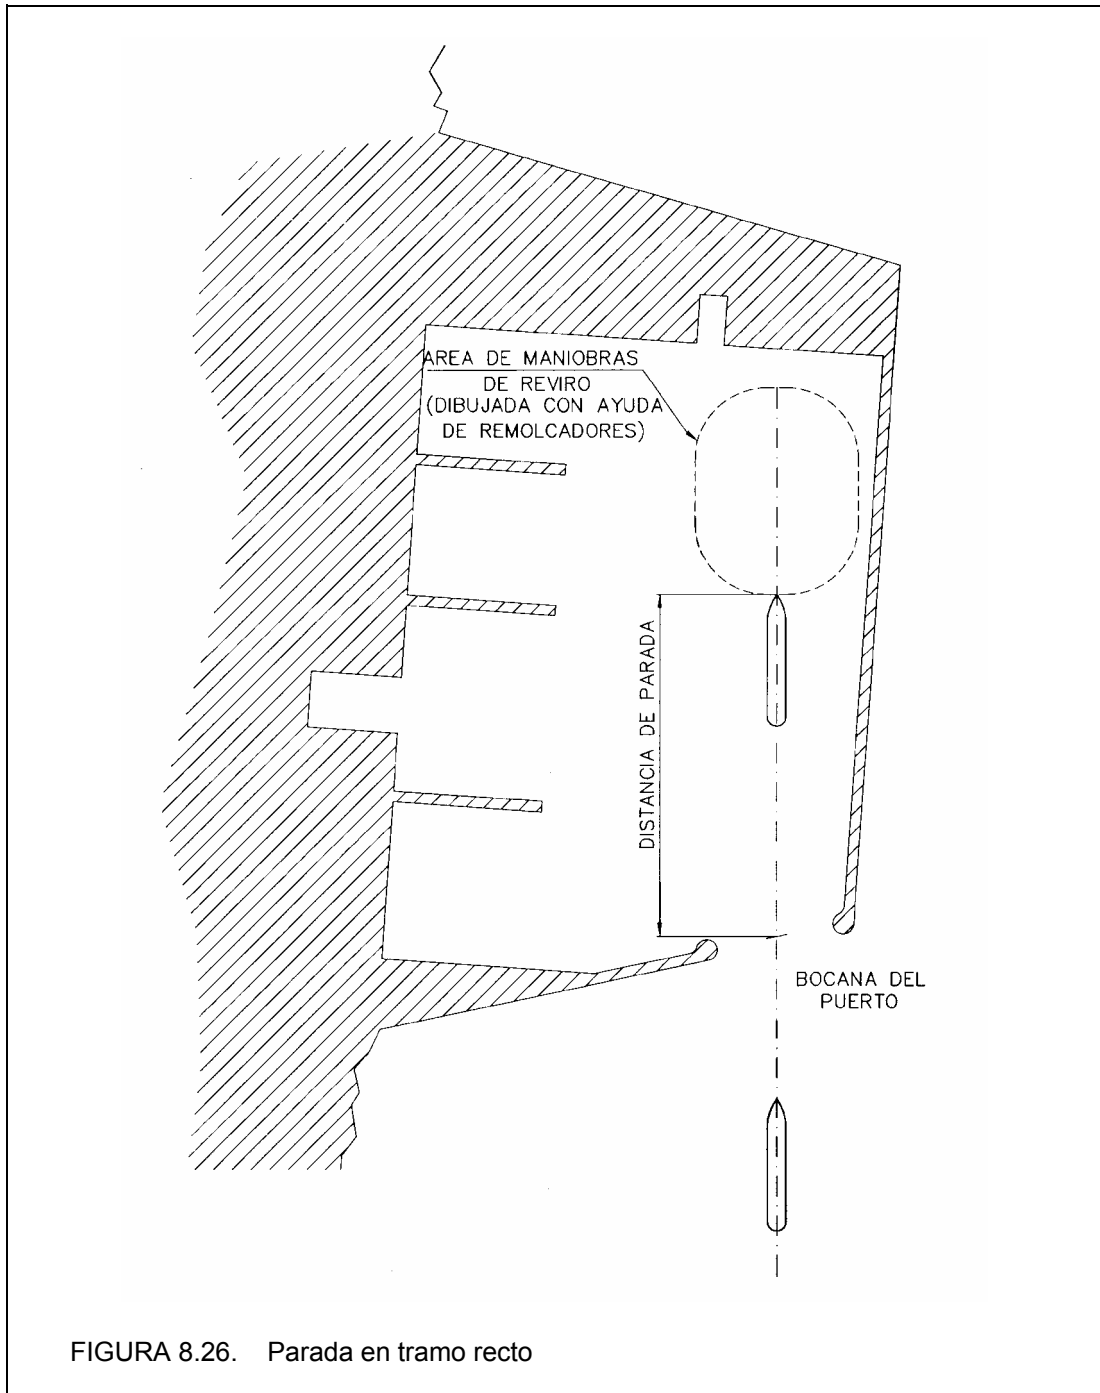 AREA DE MANIOBRAS
DE REVIRO
(DIBUJADA CON AYUDA
DE REMOLCADORES)
DISTANCIA DE PARADA
BOCANA DEL
PUERTO
FIGURA 8.26. Parada en tramo recto